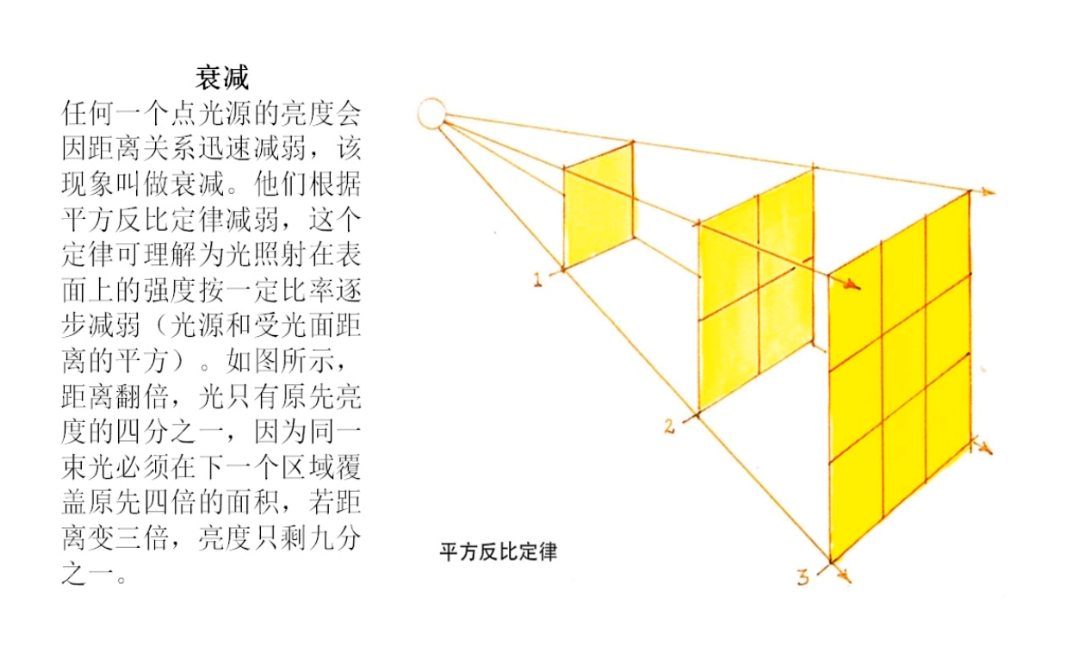 衰减
任何一个点光源的亮度会
因距离关系迅速减弱，该
现象叫做衰减。他们根据
平方反比定律减弱，这个
定律可理解为光照射在表
面上的强度按一定比率逐
步减弱（光源和受光面距
离的平方）。如图所示，
距离翻倍，光只有原先亮
度的四分之一，因为同一
束光必须在下一个区域覆
盖原先四倍的面积，若距
离变三倍，亮度只剩九分
之一。
1
2
3
平方反比定律